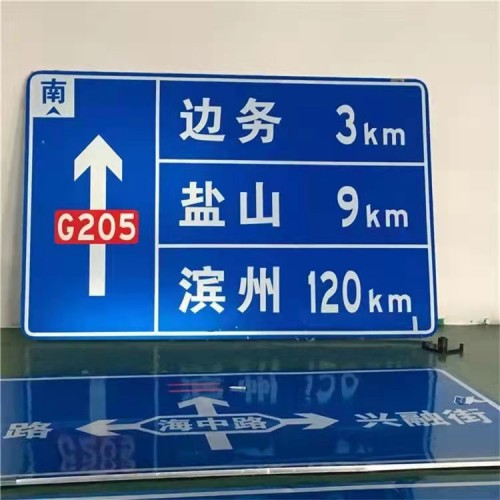 南
G205
边务 3km
盐山 9km
滨州 120km
路 海中路 兴融街